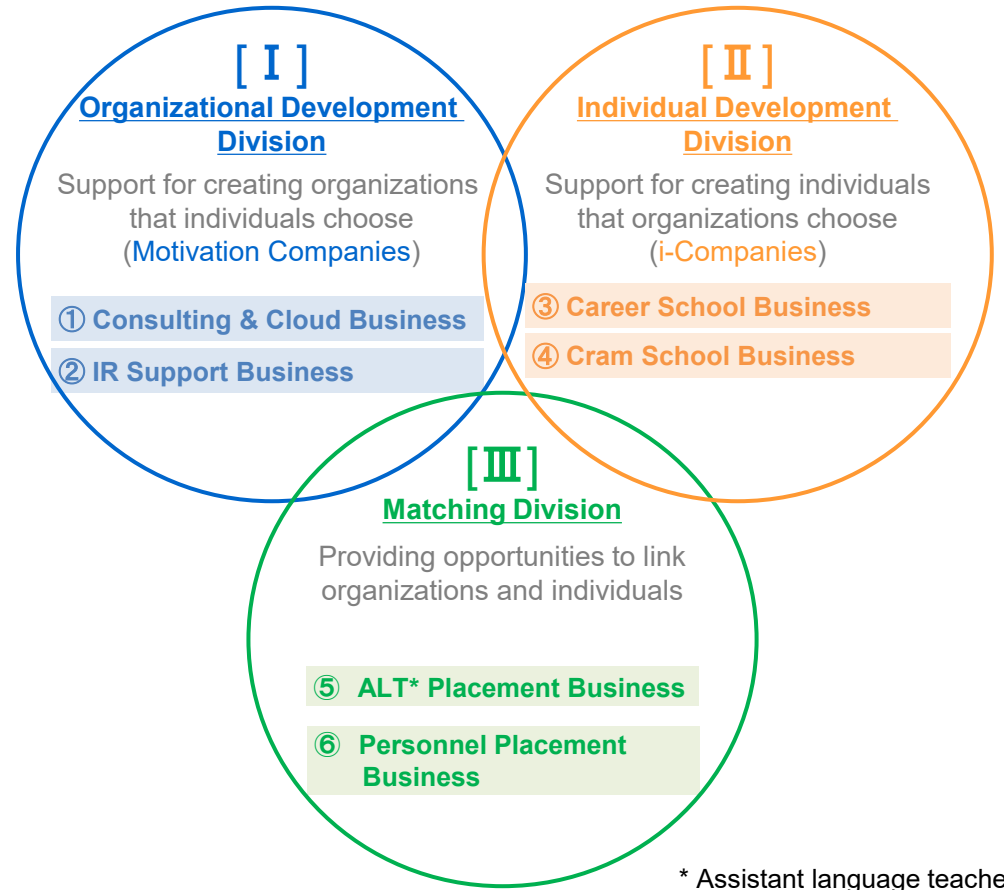 [ Ⅰ ]
Organizational Development
Division
Support for creating organizations
that individuals choose
(Motivation Companies)
① Consulting & Cloud Business
② IR Support Business
[ Ⅱ ]
Individual Development
Division
Support for creating individuals
that organizations choose
(i-Companies)
③ Career School Business
④ Cram School Business
[Ⅲ]
Matching Division
Providing opportunities to link
organizations and individuals
⑤ ALT* Placement Business
⑥ Personnel Placement
Business
* Assistant language teache